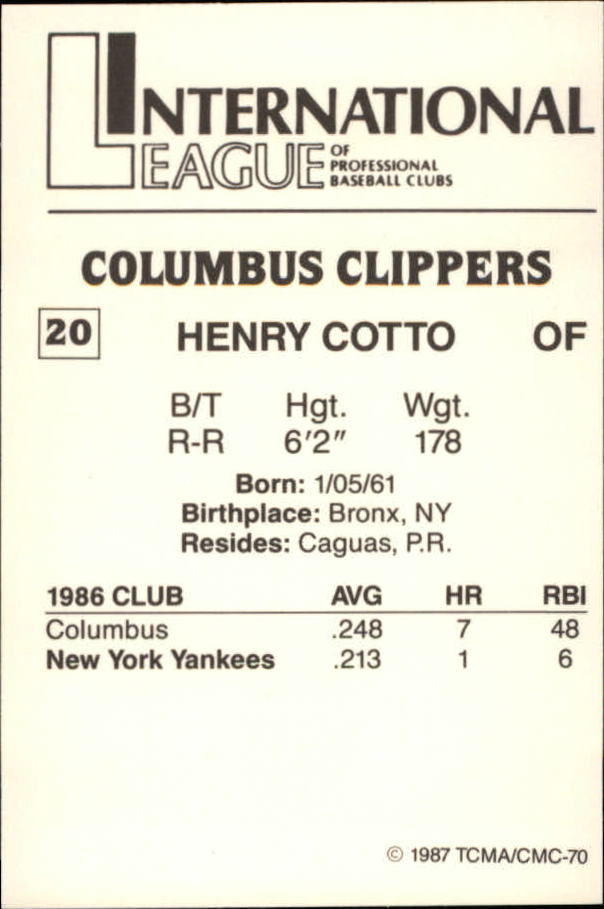 INTERNATIONAL
LEAGUE OF PROFESSIONAL BASEBALL CLUBS
COLUMBUS CLIPPERS
20 HENRY COTTO OF
B/T Hgt. Wgt.
R-R 6'2" 178
Born: 1/05/61
Birthplace: Bronx, NY
Resides: Caguas, P.R.
1986 CLUB AVG HR RBI
Columbus .248 7 48
New York Yankees .213 1 6
© 1987 TCMA/CMC-70